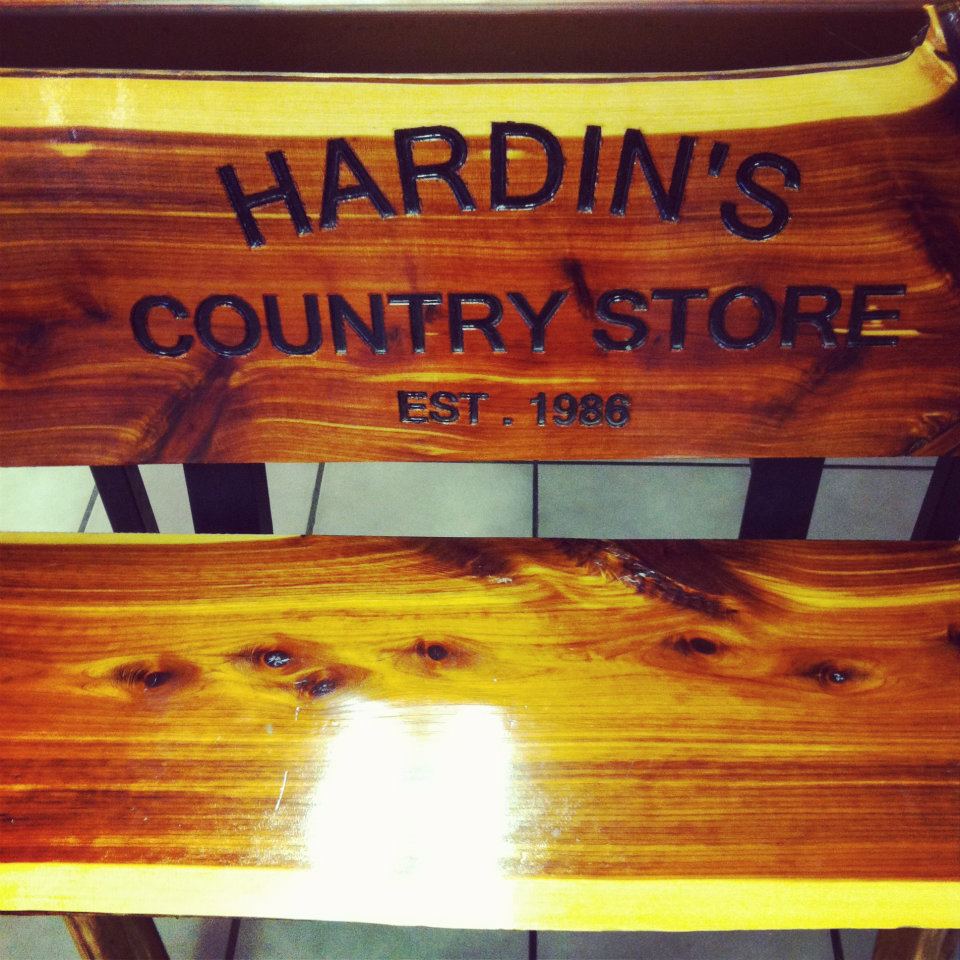 HARDIN'S
COUNTRY STORE
EST . 1986